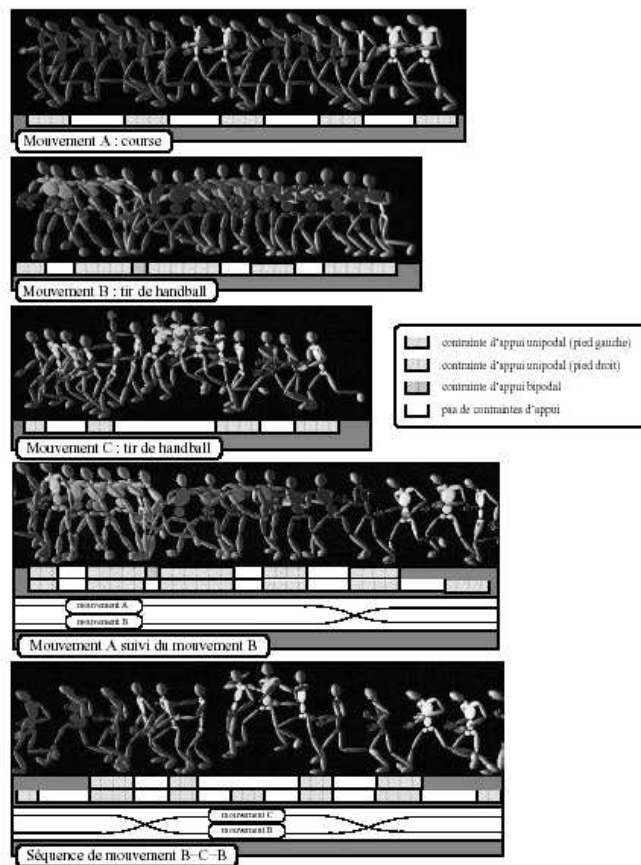 Mouvement A : course
Mouvement B : tir de handball
contrainte d'appui unipodal (pied gauche)
contrainte d'appui unipodal (pied droit)
contrainte d'appui bipodal
pas de contraintes d'appui
Mouvement C : tir de handball
mouvement A
mouvement B
Mouvement A suivi du mouvement B
mouvement C
mouvement B
Séquence de mouvement B-C-B